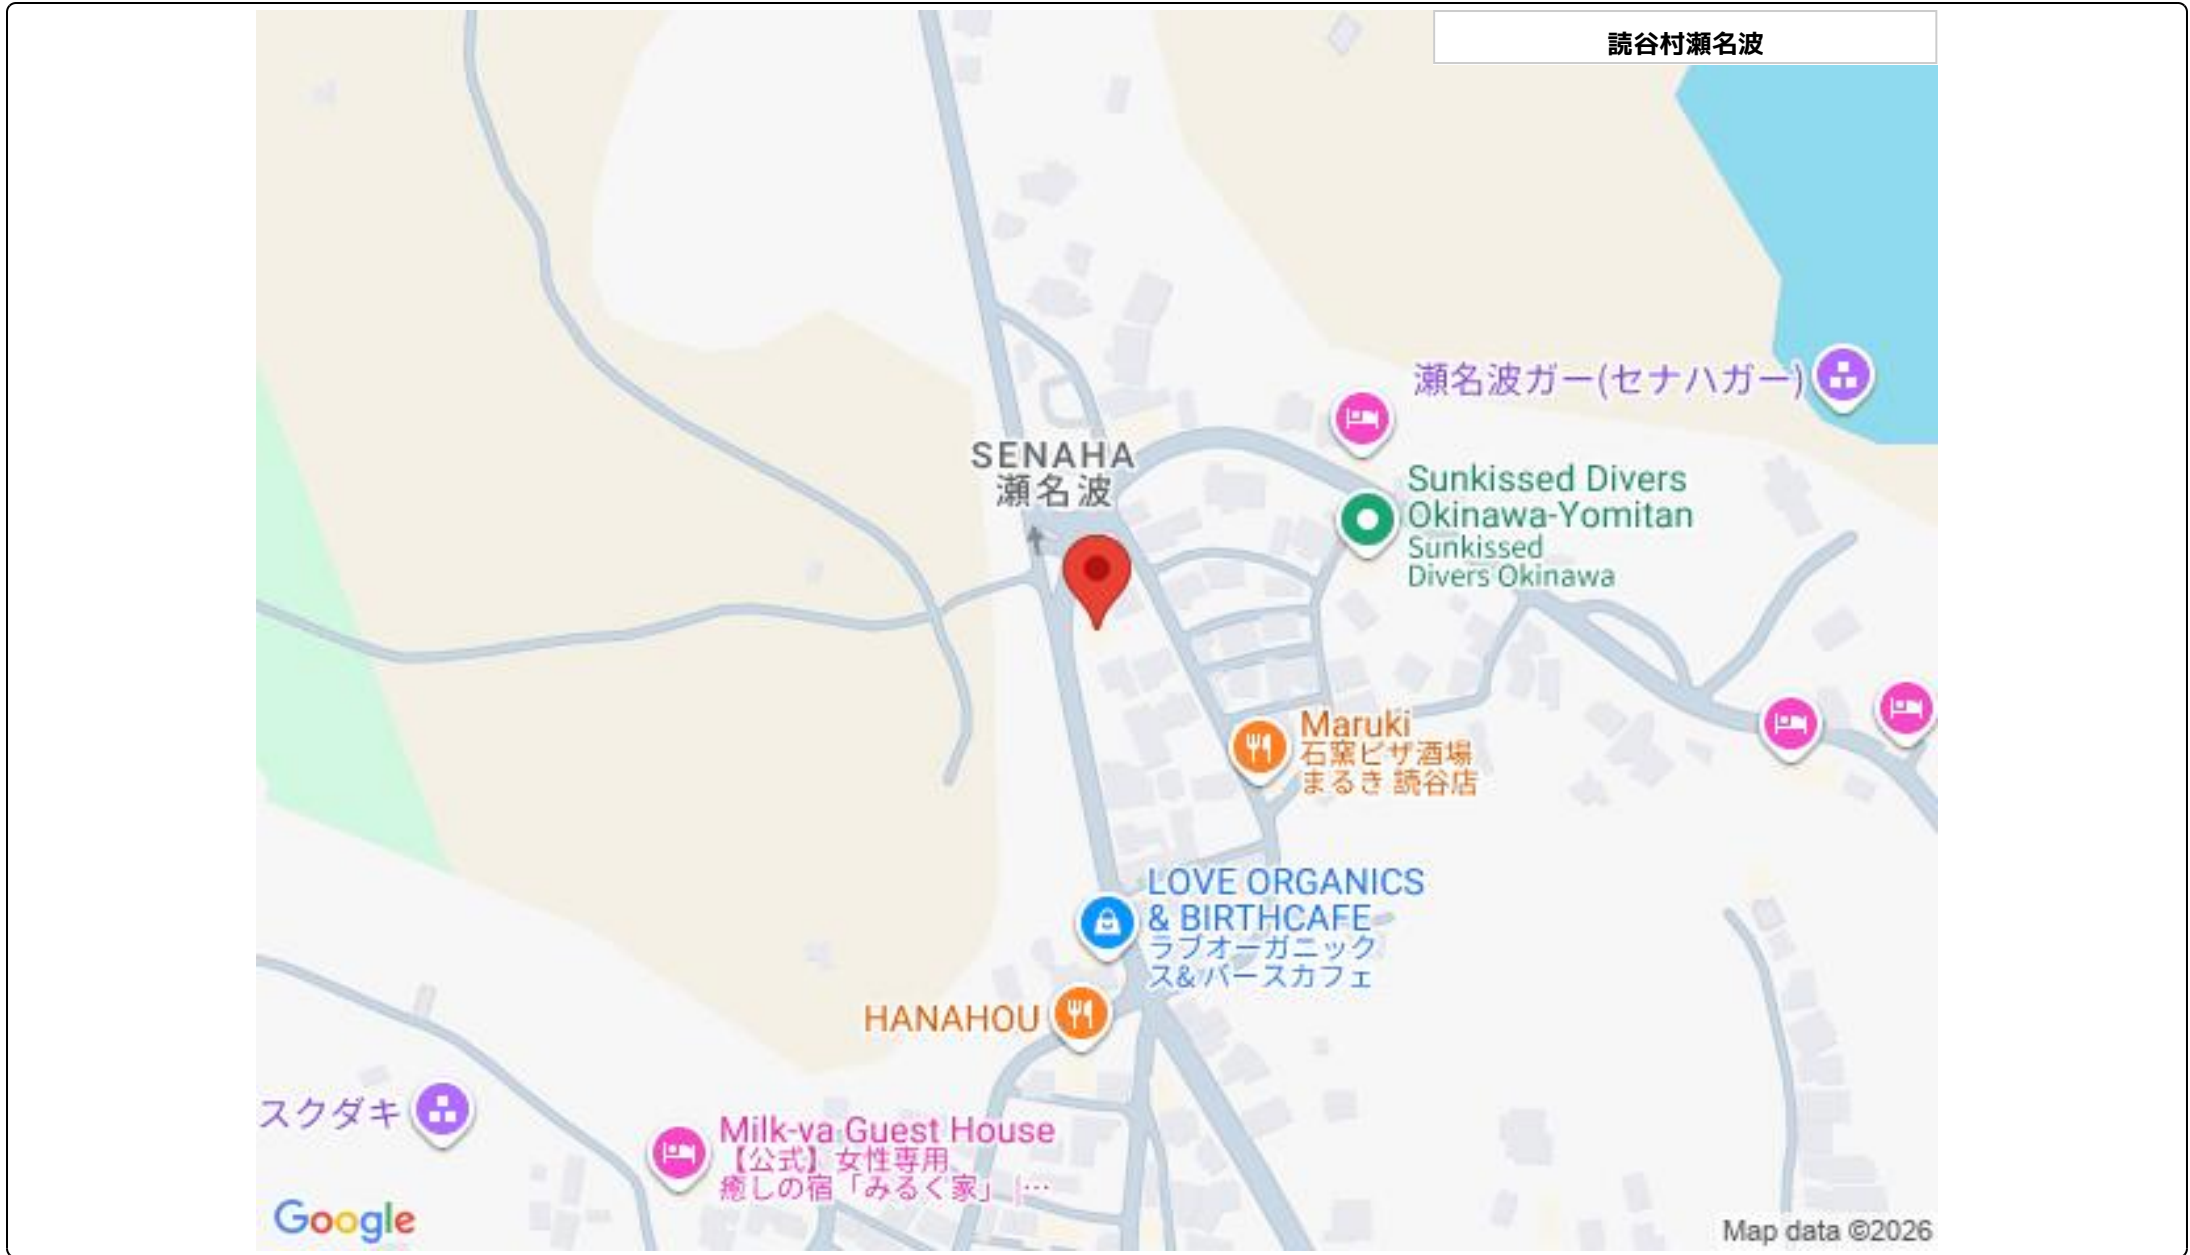 読谷村瀬名波
瀬名波ガー(セナハガー)
SENAHA
瀬名波
Sunkissed Divers
Okinawa-Yomitan
Sunkissed
Divers Okinawa
Maruki
石窯ピザ酒場
まるき 読谷店
LOVE ORGANICS
& BIRTHCAFE
ラブオーガニック
ス&バースカフェ
HANAHOU
スクダキ
Milk-ya Guest House
【公式】女性専用
癒しの宿「みるく家」 |…
Google
Map data ©2026